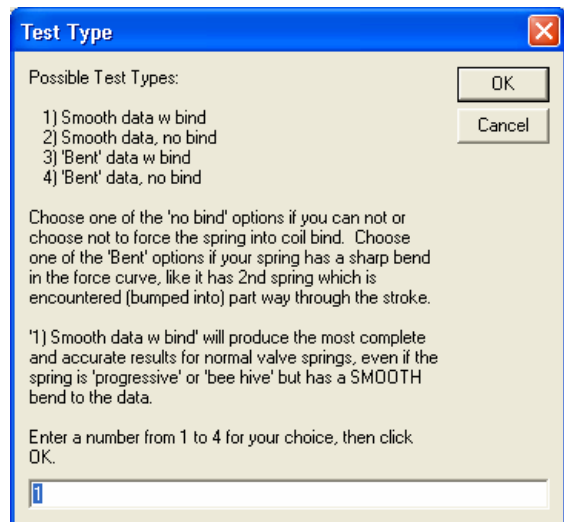 Test Type
Possible Test Types:
OK
1) Smooth data w bind
2) Smooth data, no bind
3) 'Bent' data w bind
4) 'Bent' data, no bind
Cancel
Choose one of the 'no bind' options if you can not or
choose not to force the spring into coil bind. Choose
one of the 'Bent' options if your spring has a sharp bend
in the force curve, like it has 2nd spring which is
encountered (bumped into) part way through the stroke.
'1) Smooth data w bind' will produce the most complete
and accurate results for normal valve springs, even if the
spring is 'progressive' or 'bee hive' but has a SMOOTH
bend to the data.
Enter a number from 1 to 4 for your choice, then click
OK.
1